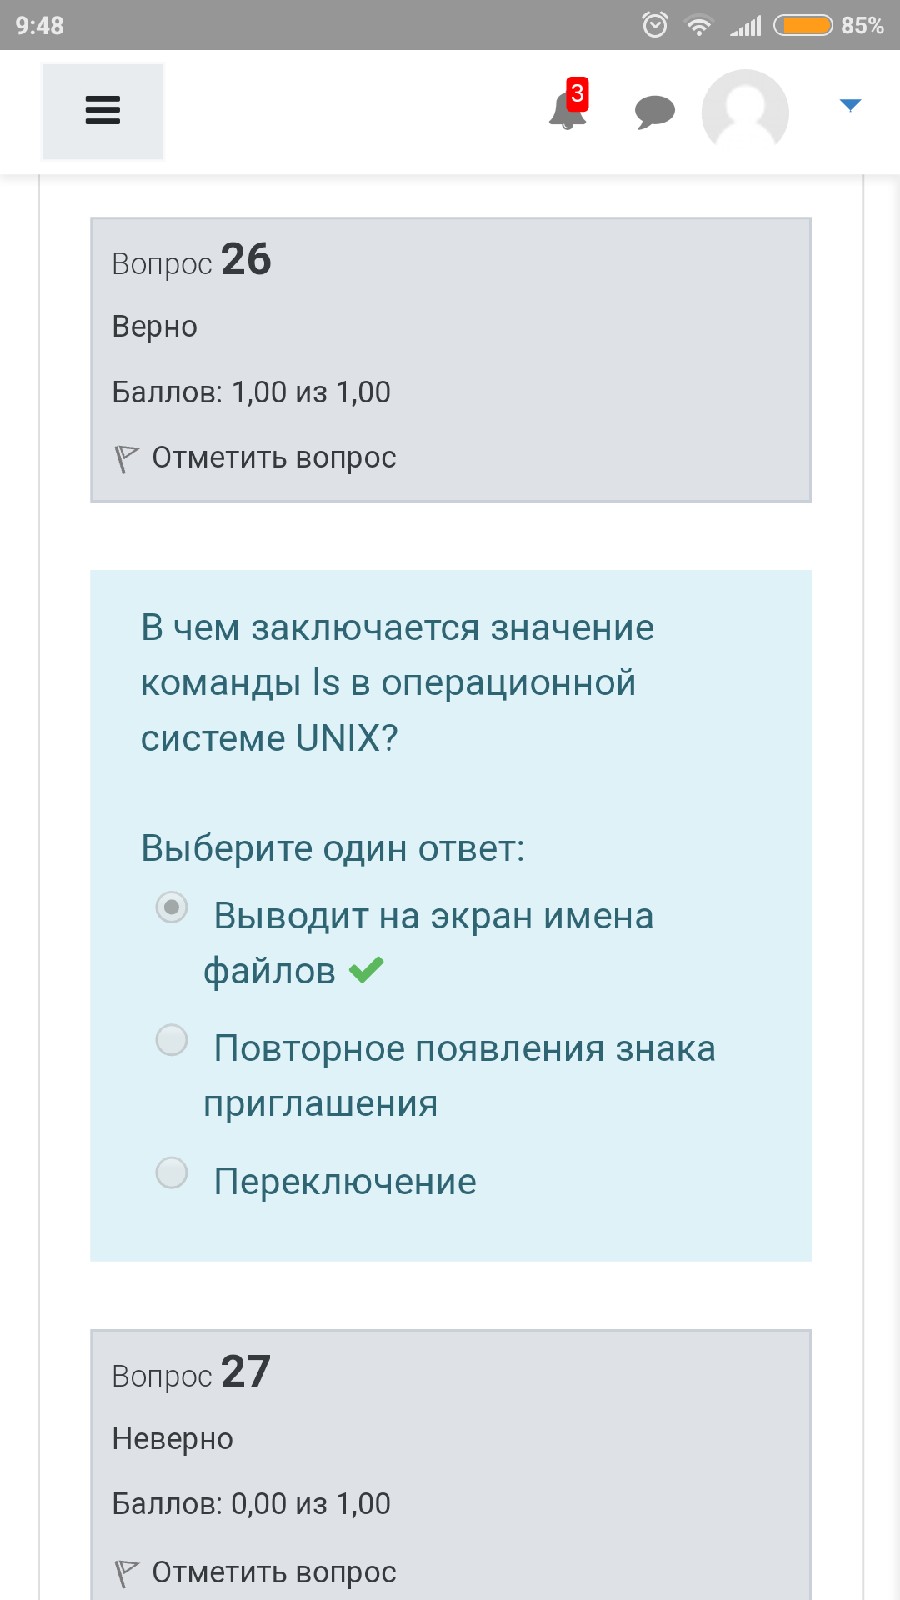 9:48
85%
3
Вопрос 26
Верно
Баллов: 1,00 из 1,00
Отметить вопрос
В чем заключается значение
команды ls в операционной
системе UNIX?
Выберите один ответ:
Выводит на экран имена
файлов
Повторное появления знака
приглашения
Переключение
Вопрос 27
Неверно
Баллов: 0,00 из 1,00
Отметить вопрос